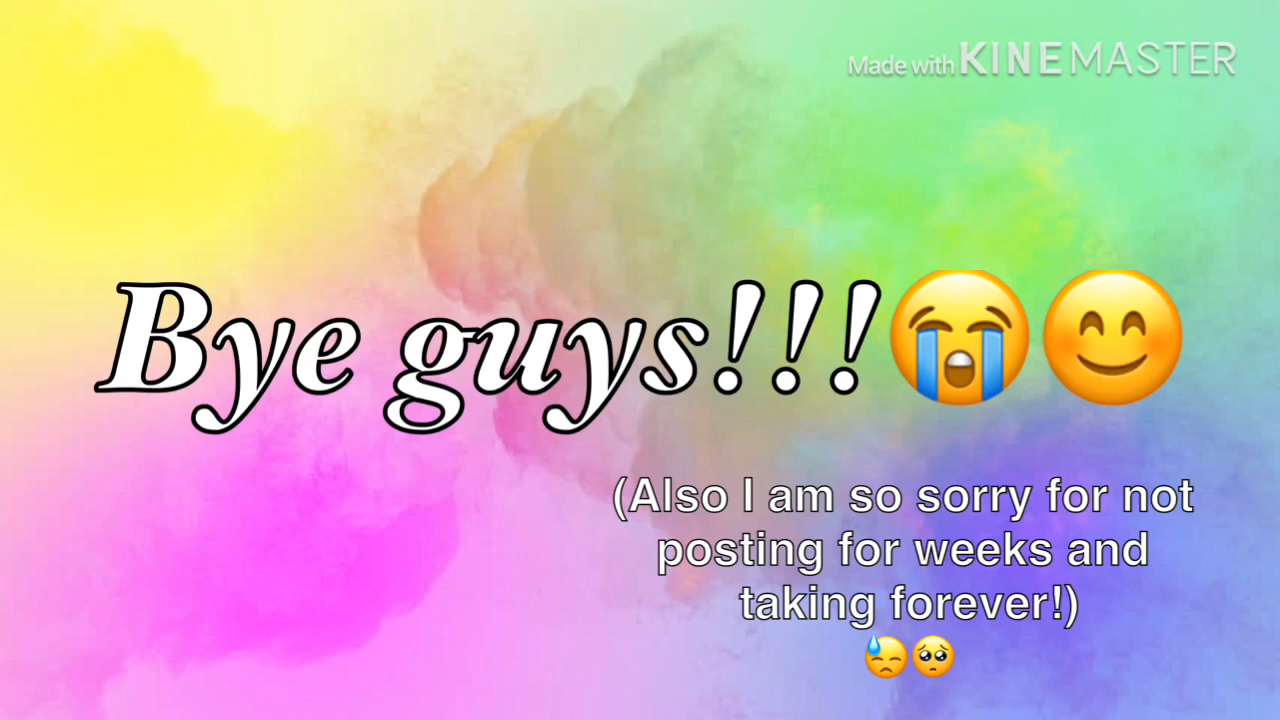 Made with KINEMASTER
Bye guys!!!😭😊
(Also I am so sorry for not
posting for weeks and
taking forever!)
😓🥺